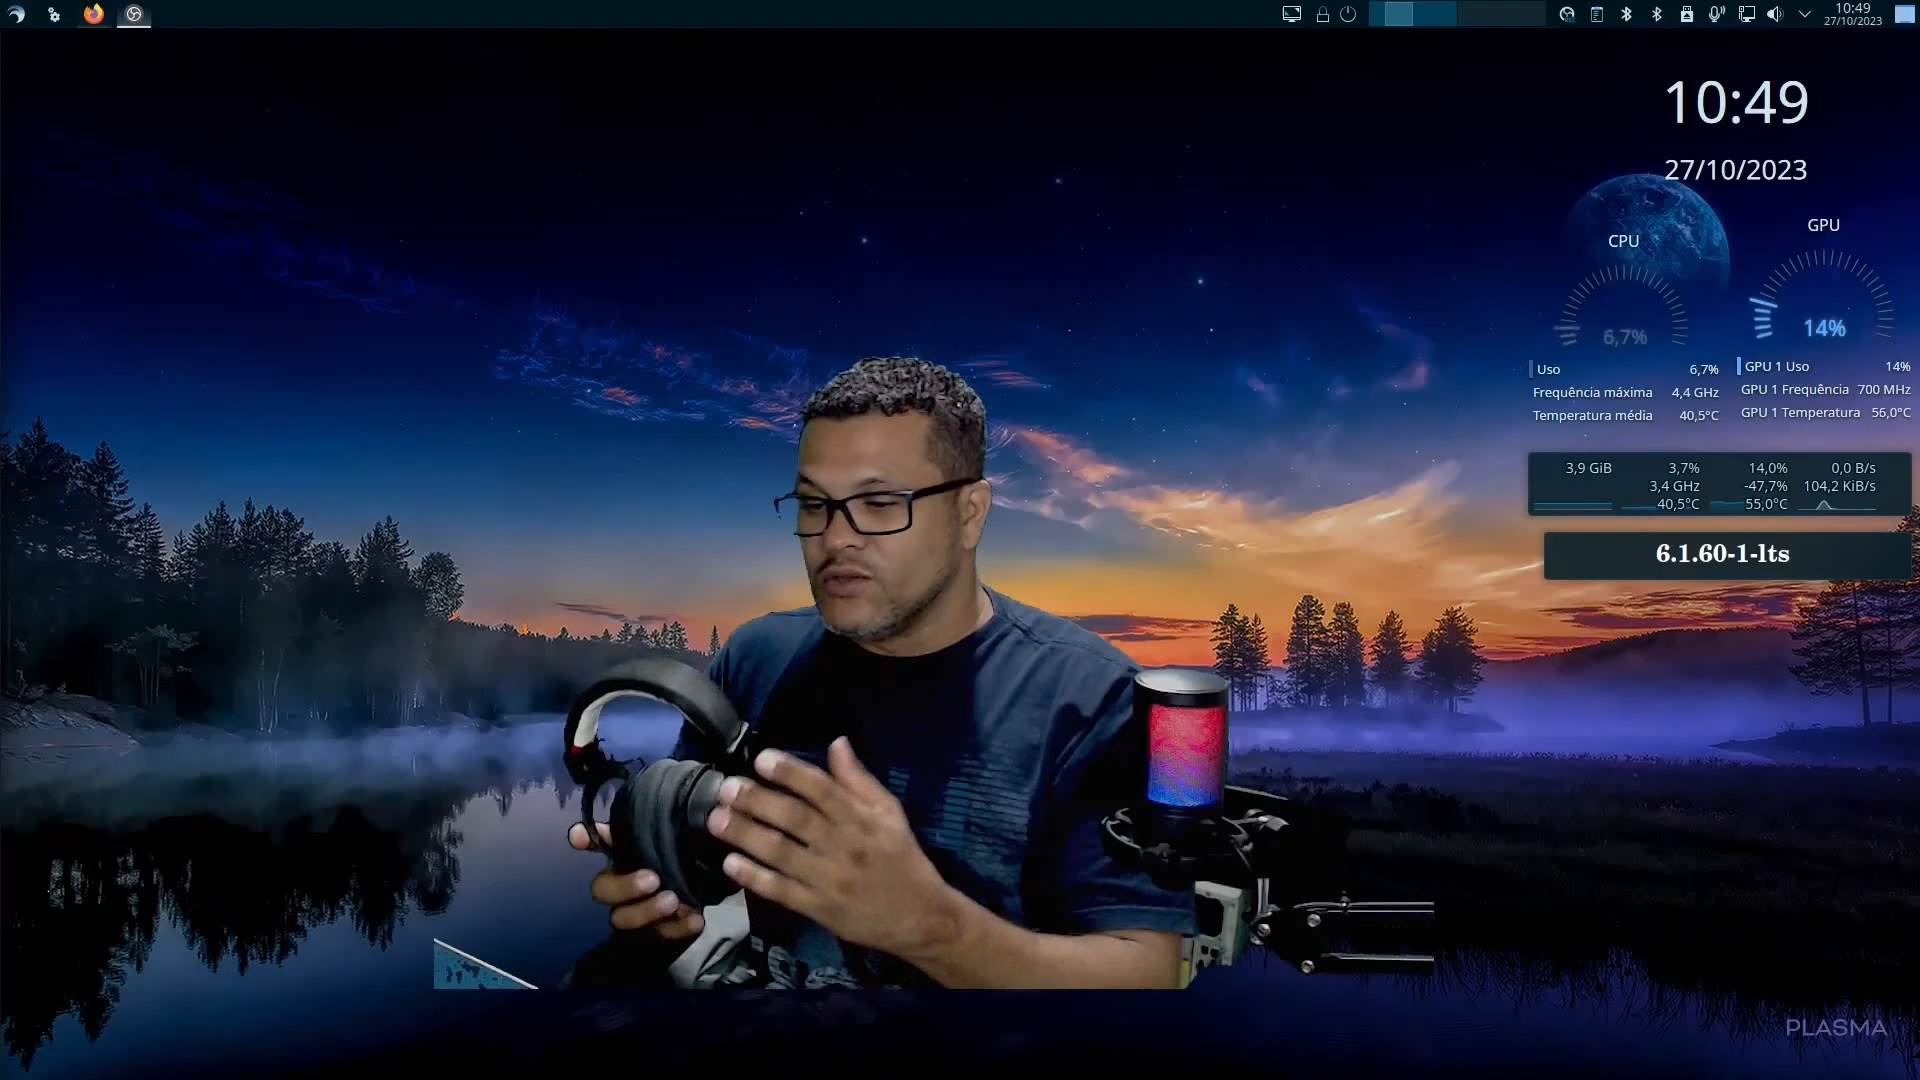 10:49
27/10/2023
10:49
27/10/2023
CPU
GPU
6,7%
14%
Uso 6,7%
Frequência máxima 4,4 GHz
Temperatura média 40,5°C
GPU 1 Uso 14%
GPU 1 Frequência 700 MHz
GPU 1 Temperatura 56,0°C
3,9 GiB 3,7% 14,0% 0,0 B/s
3,4 GHz -47,7% 104,2 KiB/s
40,5°C 55,0°C
6.1.60-1-lts
PLASMA